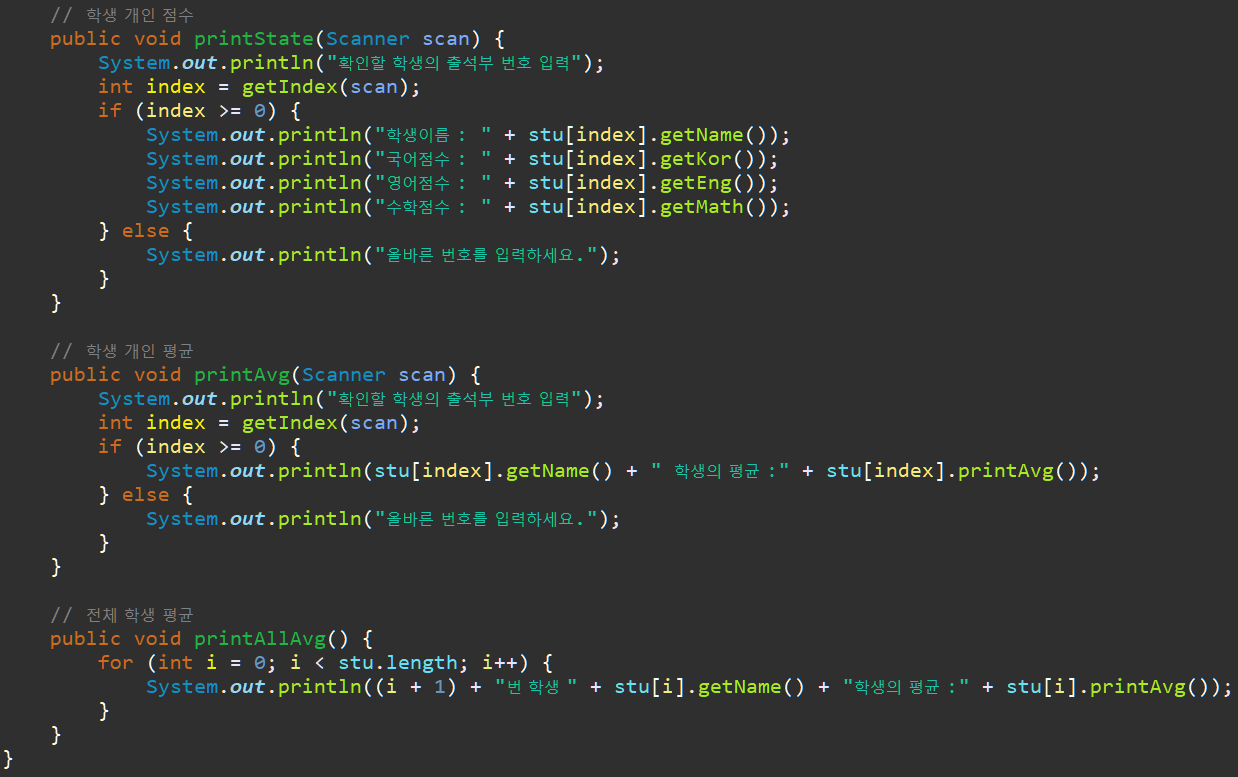 // 학생 개인 점수
public void printState(Scanner scan) {
System.out.println("확인할 학생의 출석부 번호 입력");
int index = getIndex(scan);
if (index >= 0) {
System.out.println("학생이름 : " + stu[index].getName());
System.out.println("국어점수 : " + stu[index].getKor());
System.out.println("영어점수 : " + stu[index].getEng());
System.out.println("수학점수 : " + stu[index].getMath());
} else {
System.out.println("올바른 번호를 입력하세요.");
}
}
// 학생 개인 평균
public void printAvg(Scanner scan) {
System.out.println("확인할 학생의 출석부 번호 입력");
int index = getIndex(scan);
if (index >= 0) {
System.out.println(stu[index].getName() + " 학생의 평균 :" + stu[index].printAvg());
} else {
System.out.println("올바른 번호를 입력하세요.");
}
}
// 전체 학생 평균
public void printAllAvg() {
for (int i = 0; i < stu.length; i++) {
System.out.println((i + 1) + "번 학생 " + stu[i].getName() + "학생의 평균 :" + stu[i].printAvg());
}
}
}